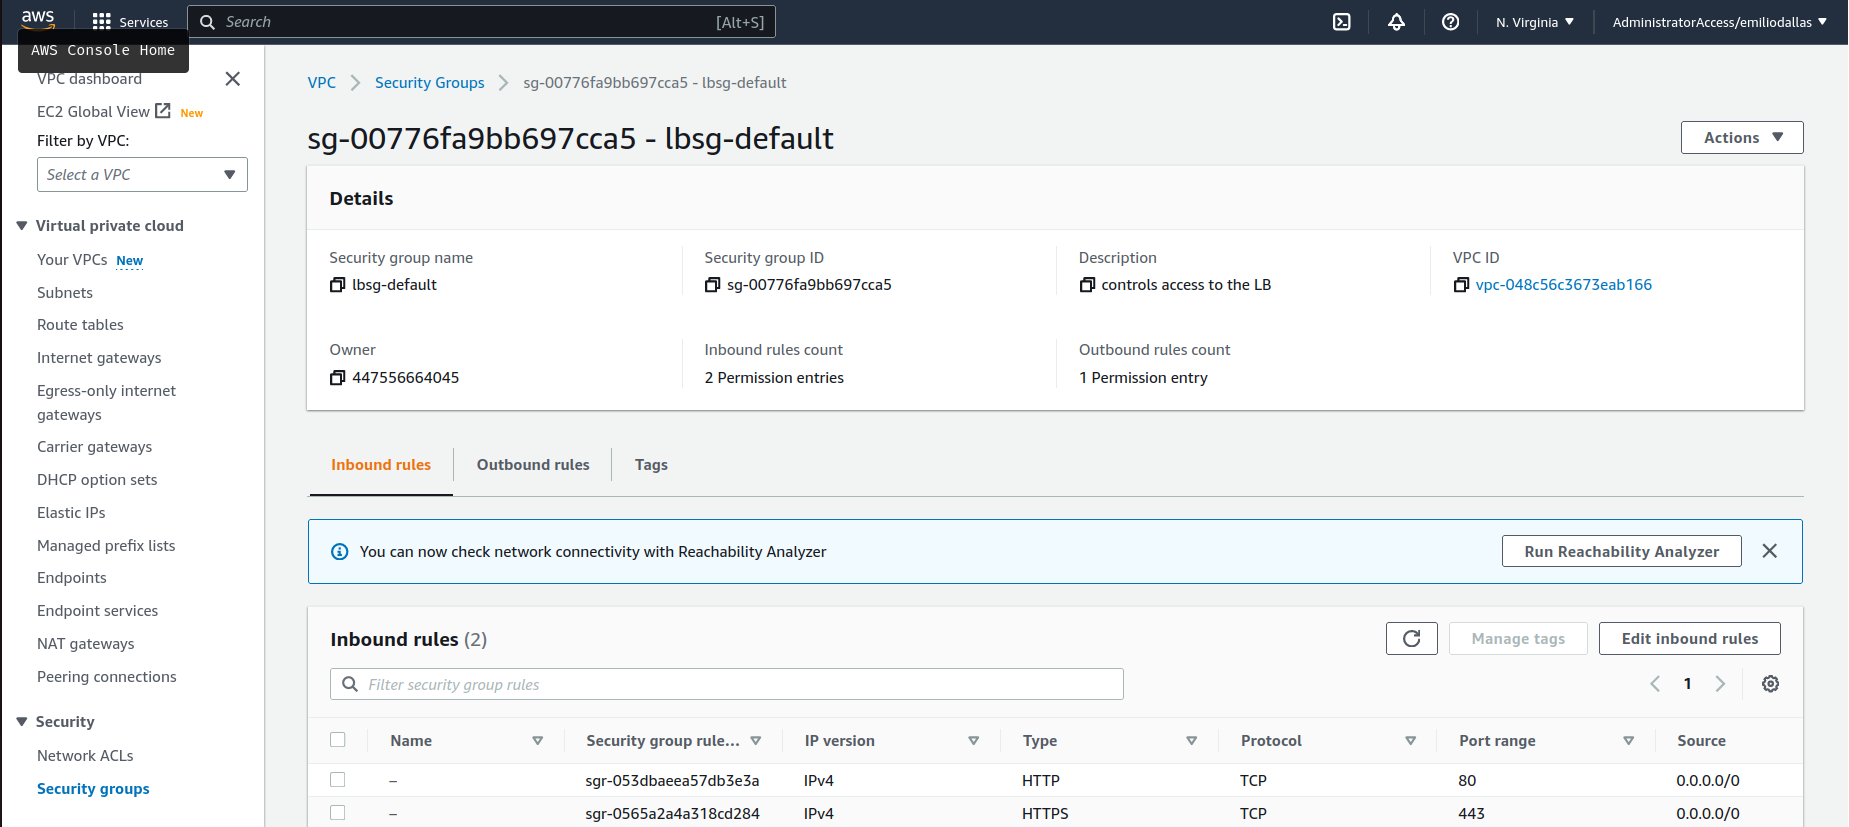 aws
Services
Search
[Alt+S]
N. Virginia
AdministratorAccess/emiliodallas
AWS Console Home
VPC dashboard
EC2 Global View New
Filter by VPC:
Select a VPC
Virtual private cloud
Your VPCs New
Subnets
Route tables
Internet gateways
Egress-only internet
gateways
Carrier gateways
DHCP option sets
Elastic IPs
Managed prefix lists
Endpoints
Endpoint services
NAT gateways
Peering connections
Security
Network ACLs
Security groups
VPC > Security Groups > sg-00776fa9bb697cca5 - lbsg-default
sg-00776fa9bb697cca5 - lbsg-default
Actions
Details
Security group name
lbsg-default
Security group ID
sg-00776fa9bb697cca5
Description
controls access to the LB
VPC ID
vpc-048c56c3673eab166
Owner
447556664045
Inbound rules count
2 Permission entries
Outbound rules count
1 Permission entry
Inbound rules
Outbound rules
Tags
You can now check network connectivity with Reachability Analyzer
Run Reachability Analyzer
Inbound rules (2)
Manage tags
Edit inbound rules
Filter security group rules
1
Name Security group rule... IP version Type Protocol Port range Source
– sgr-053dbaeea57db3e3a IPv4 HTTP TCP 80 0.0.0.0/0
– sgr-0565a2a4a318cd284 IPv4 HTTPS TCP 443 0.0.0.0/0